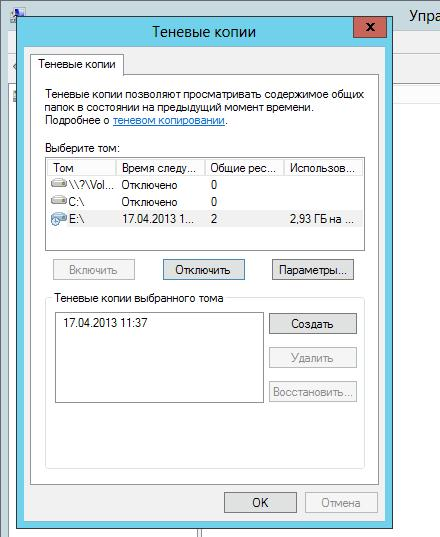 Упра
Теневые копии
x
Теневые копии
Теневые копии позволяют просматривать содержимое общих
папок в состоянии на предыдущий момент времени.
Подробнее о теневом копировании.
Выберите том:
Том Время следу... Общие рес... Использов...
\\?\Vol... Отключено 0
C:\ Отключено 0
E:\ 17.04.2013 1... 2 2,93 ГБ на ...
Включить Отключить Параметры...
Теневые копии выбранного тома
17.04.2013 11:37
Создать
Удалить
Восстановить...
OK Отмена